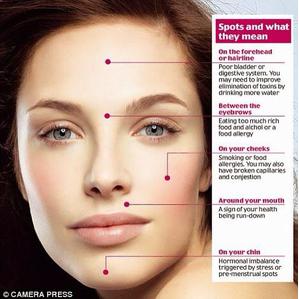 Spots and what
they mean
On the forehead
or hairline
Poor bladder or
digestive system. You
may need to improve
elimination of toxins by
drinking more water
Between the
eyebrows
Eating too much rich
food and alchol or a
food allergy
On your cheeks
Smoking or food
allergies. You may also
have broken capillaries
and conjestion
Around your mouth
A sign of your health
being run-down
On your chin
Hormonal imbalance
triggered by stress or
pre-menstrual spots
© CAMERA PRESS